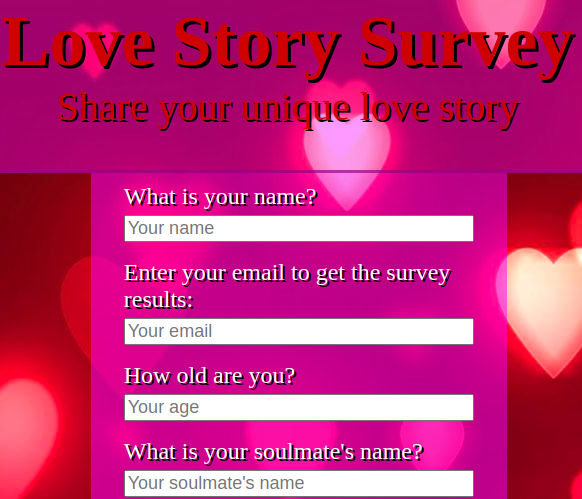 Love Story Survey
Share your unique love story
What is your name?
Your name
Enter your email to get the survey
results:
Your email
How old are you?
Your age
What is your soulmate's name?
Your soulmate's name